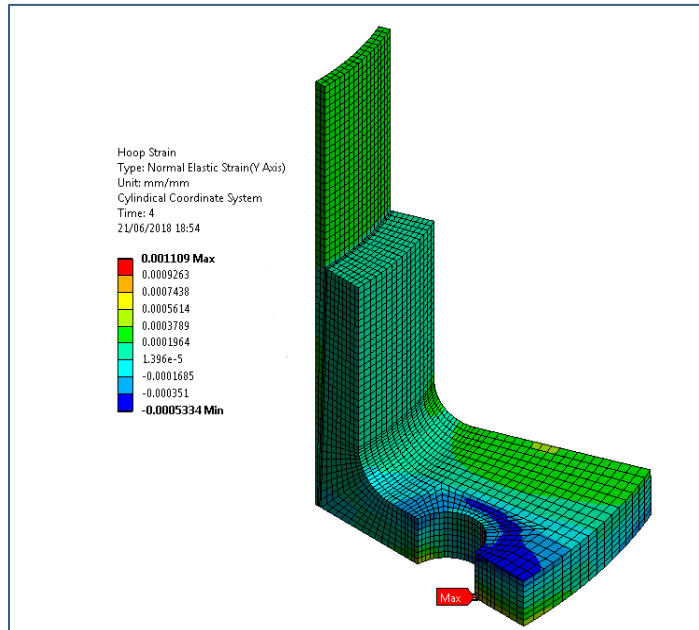 Hoop Strain
Type: Normal Elastic Strain(Y Axis)
Unit: mm/mm
Cylindical Coordinate System
Time: 4
21/06/2018 18:54
0.001109 Max
0.0009263
0.0007438
0.0005614
0.0003789
0.0001964
1.396e-5
-0.0001685
-0.000351
-0.0005334 Min
Max